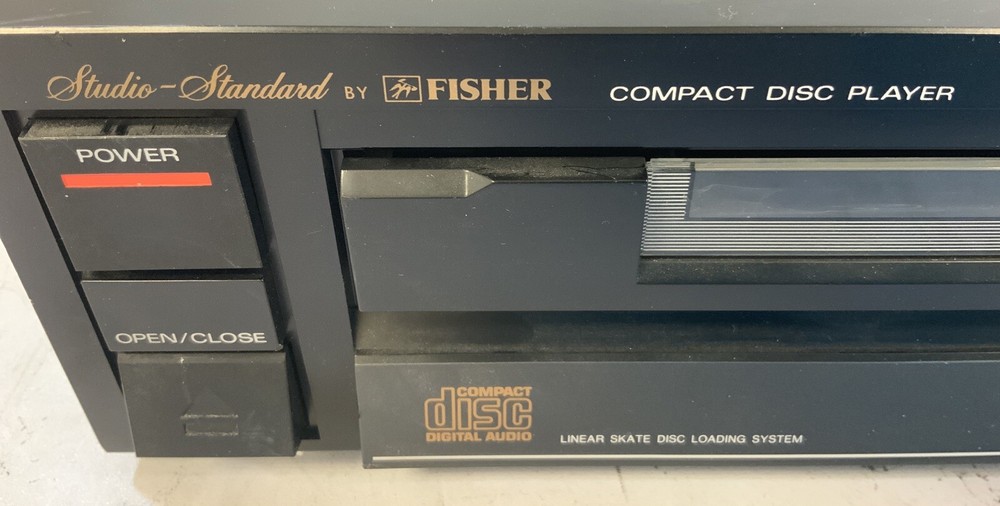 Studio-Standard BY FISHER
COMPACT DISC PLAYER
POWER
OPEN/CLOSE
COMPACT
disc
DIGITAL AUDIO
LINEAR SKATE DISC LOADING SYSTEM